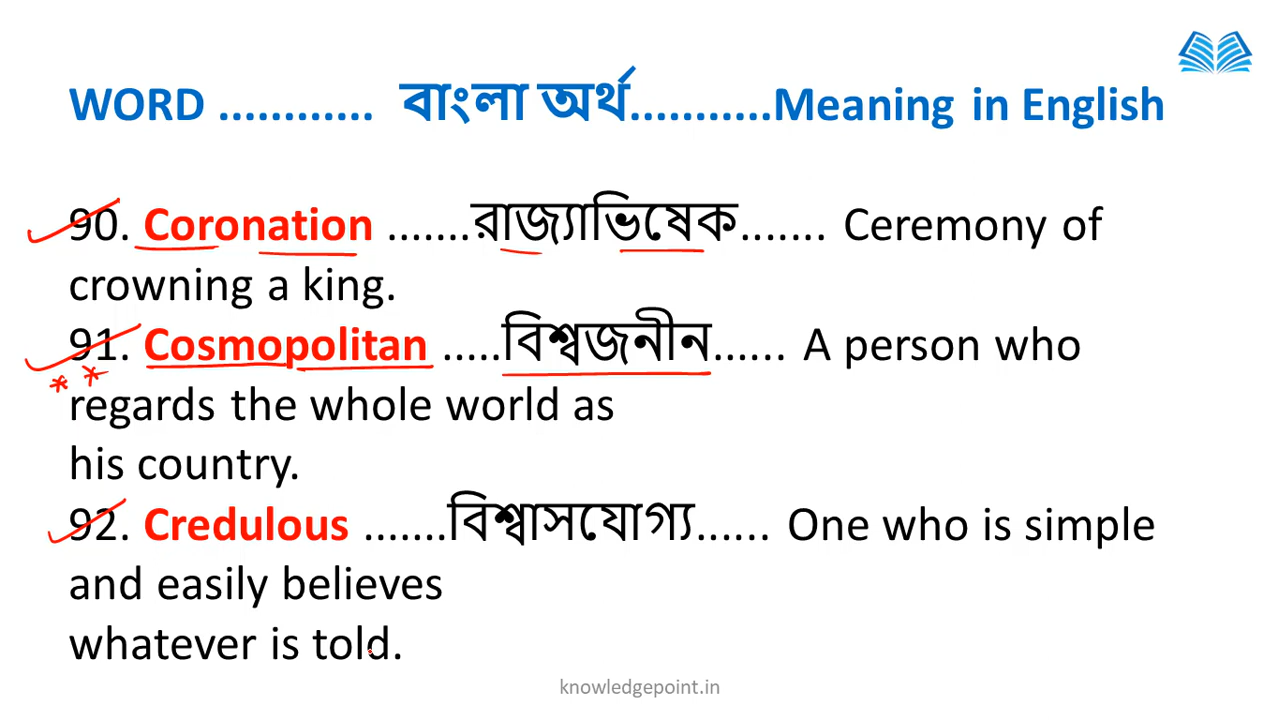 WORD ............ বাংলা অর্থ...........Meaning in English
90. Coronation .......রাজ্যাভিষেক....... Ceremony of
crowning a king.
91. Cosmopolitan .....বিশ্বজনীন...... A person who
regards the whole world as
his country.
92. Credulous .......বিশ্বাসযোগ্য...... One who is simple
and easily believes
whatever is told.
knowledgepoint.in